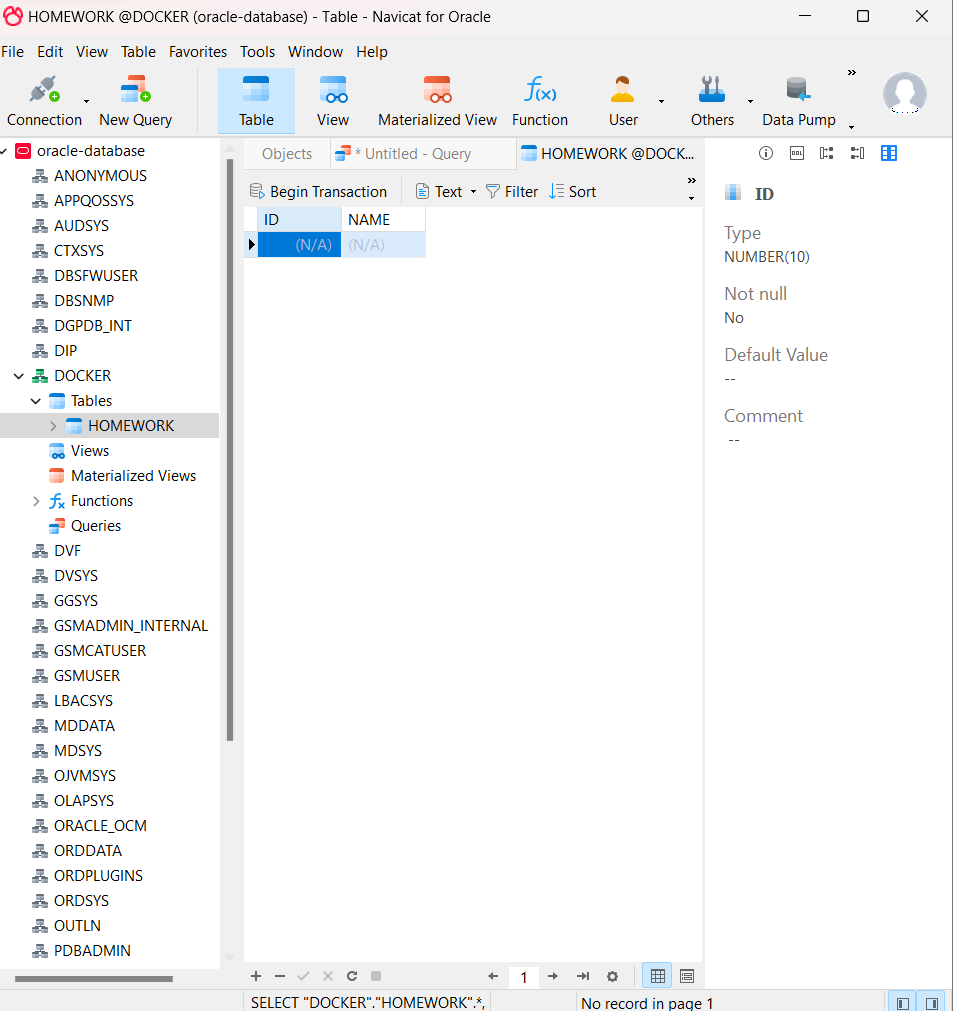 HOMEWORK @DOCKER (oracle-database) - Table - Navicat for Oracle
File Edit View Table Favorites Tools Window Help
Connection New Query Table View Materialized View Function User Others Data Pump
oracle-database
ANONYMOUS
APPQOSSYS
AUDSYS
CTXSYS
DBSFWUSER
DBSNMP
DGPDB_INT
DIP
DOCKER
Tables
HOMEWORK
Views
Materialized Views
Functions
Queries
DVF
DVSYS
GGSYS
GSMADMIN_INTERNAL
GSMCATUSER
GSMUSER
LBACSYS
MDDATA
MDSYS
OJVMSYS
OLAPSYS
ORACLE_OCM
ORDDATA
ORDPLUGINS
ORDSYS
OUTLN
PDBADMIN
Objects * Untitled - Query HOMEWORK @DOCK...
Begin Transaction Text Filter Sort
ID NAME
(N/A) (N/A)
1
SELECT "DOCKER"."HOMEWORK".*, No record in page 1
DDL
ID
Type
NUMBER(10)
Not null
No
Default Value
--
Comment
--